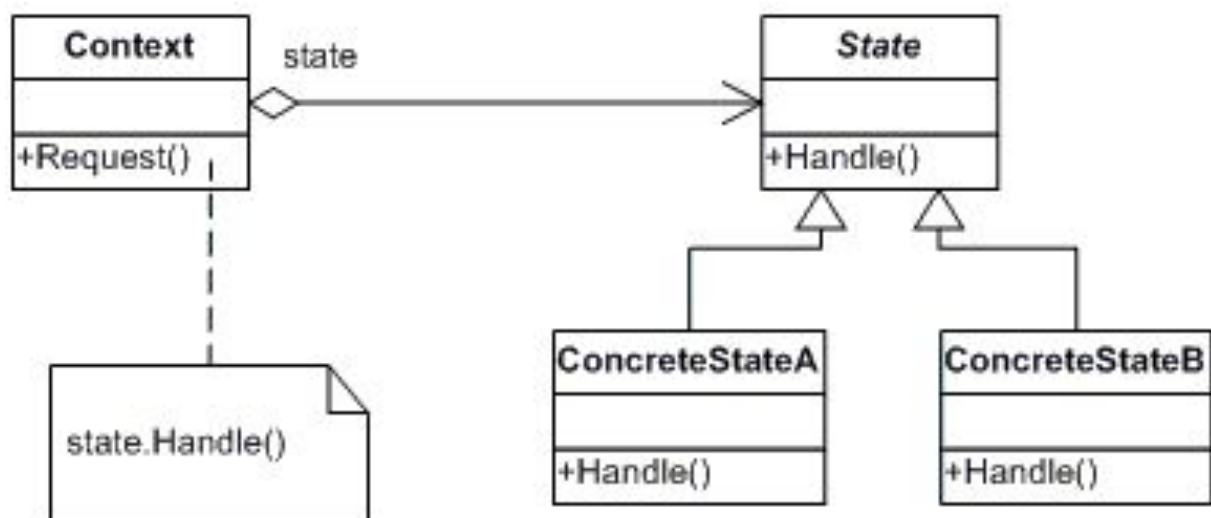 Context
state
State
+Request()
+Handle()
ConcreteStateA
ConcreteStateB
state.Handle()
+Handle()
+Handle()